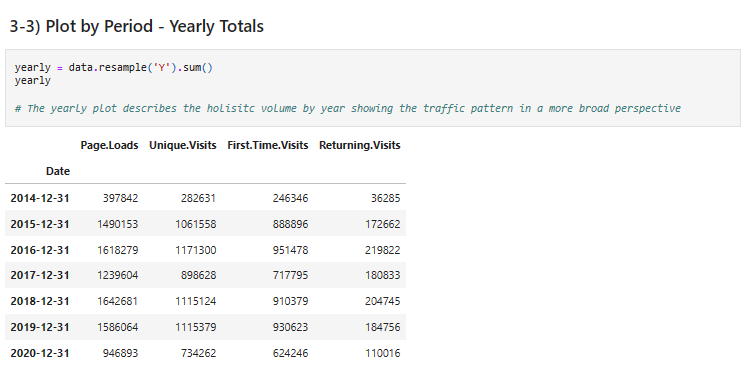 3-3) Plot by Period - Yearly Totals
yearly = data.resample('Y').sum()
yearly
# The yearly plot describes the holisitc volume by year showing the traffic pattern in a more broad perspective
Page.Loads Unique.Visits First.Time.Visits Returning.Visits
Date
2014-12-31 397842 282631 246346 36285
2015-12-31 1490153 1061558 888896 172662
2016-12-31 1618279 1171300 951478 219822
2017-12-31 1239604 898628 717795 180833
2018-12-31 1642681 1115124 910379 204745
2019-12-31 1586064 1115379 930623 184756
2020-12-31 946893 734262 624246 110016